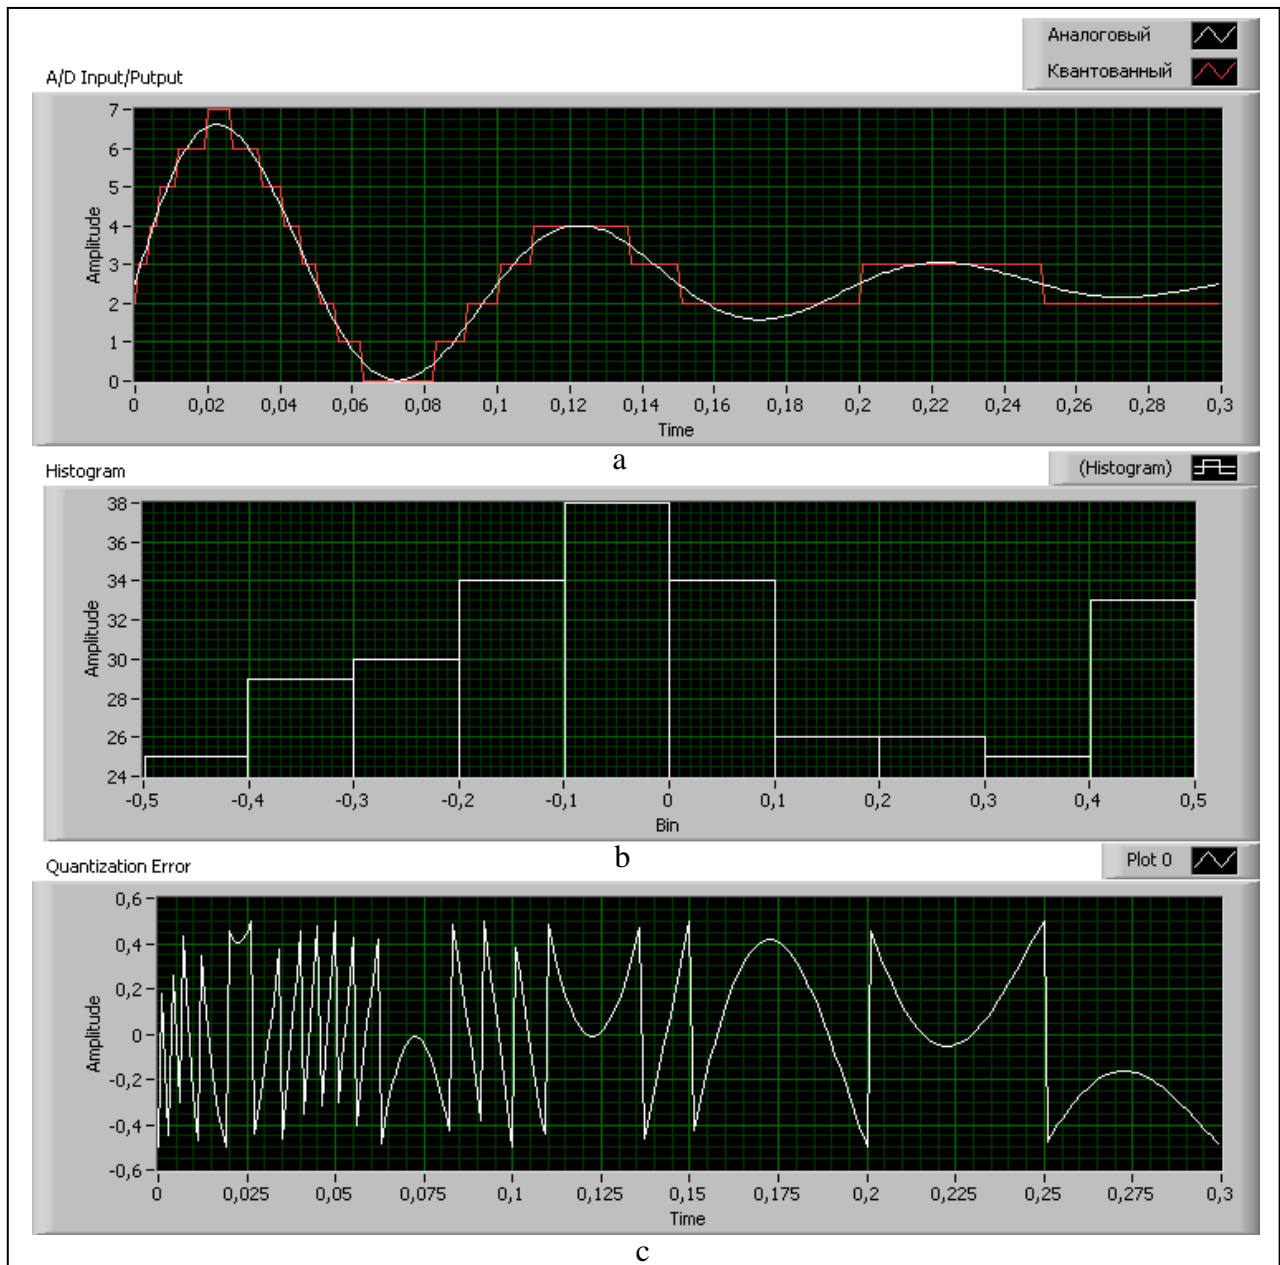 Аналоговый
Квантованный
A/D Input/Putput
7
6
5
4
3
2
1
0
Amplitude
0 0,02 0,04 0,06 0,08 0,1 0,12 0,14 0,16 0,18 0,2 0,22 0,24 0,26 0,28 0,3
Time
a
Histogram
(Histogram)
38
36
34
32
30
28
26
24
Amplitude
-0,5 -0,4 -0,3 -0,2 -0,1 0 0,1 0,2 0,3 0,4 0,5
Bin
b
Quantization Error
Plot 0
0,6
0,4
0,2
0
-0,2
-0,4
-0,6
Amplitude
0 0,025 0,05 0,075 0,1 0,125 0,15 0,175 0,2 0,225 0,25 0,275 0,3
Time
c